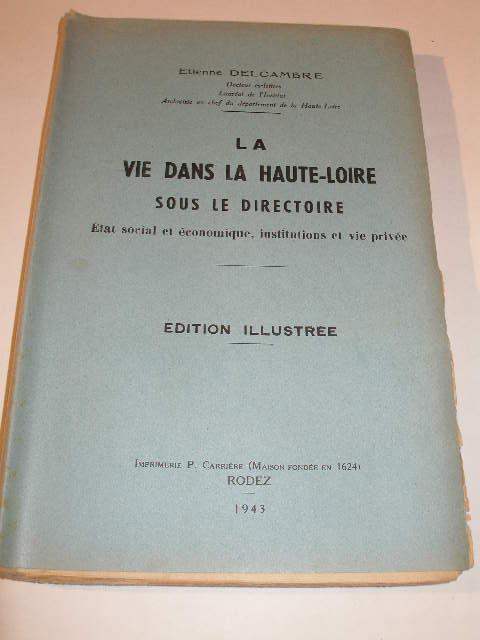 Etienne DELCAMBRE
Docteur ès-lettres
Lauréat de l'Institut
Archiviste en chef du département de la Haute-Loire
LA
VIE DANS LA HAUTE-LOIRE
SOUS LE DIRECTOIRE
État social et économique, institutions et vie privée
EDITION ILLUSTRÉE
IMPRIMERIE P. CARRÈRE (MAISON FONDÉE EN 1624)
RODEZ
1943